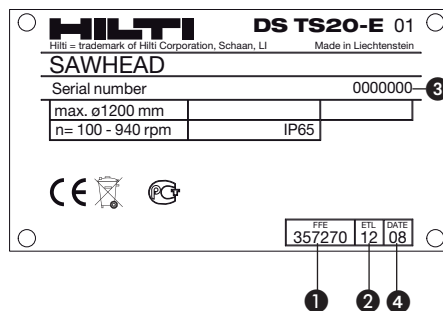 HILTI DS TS20-E 01
Hilti = trademark of Hilti Corporation, Schaan, LI Made in Liechtenstein
SAWHEAD
Serial number 0000000 3
max. ø1200 mm
n= 100 - 940 rpm IP65
CE PCT
FFE ETL DATE
357270 12 08
1 2 4